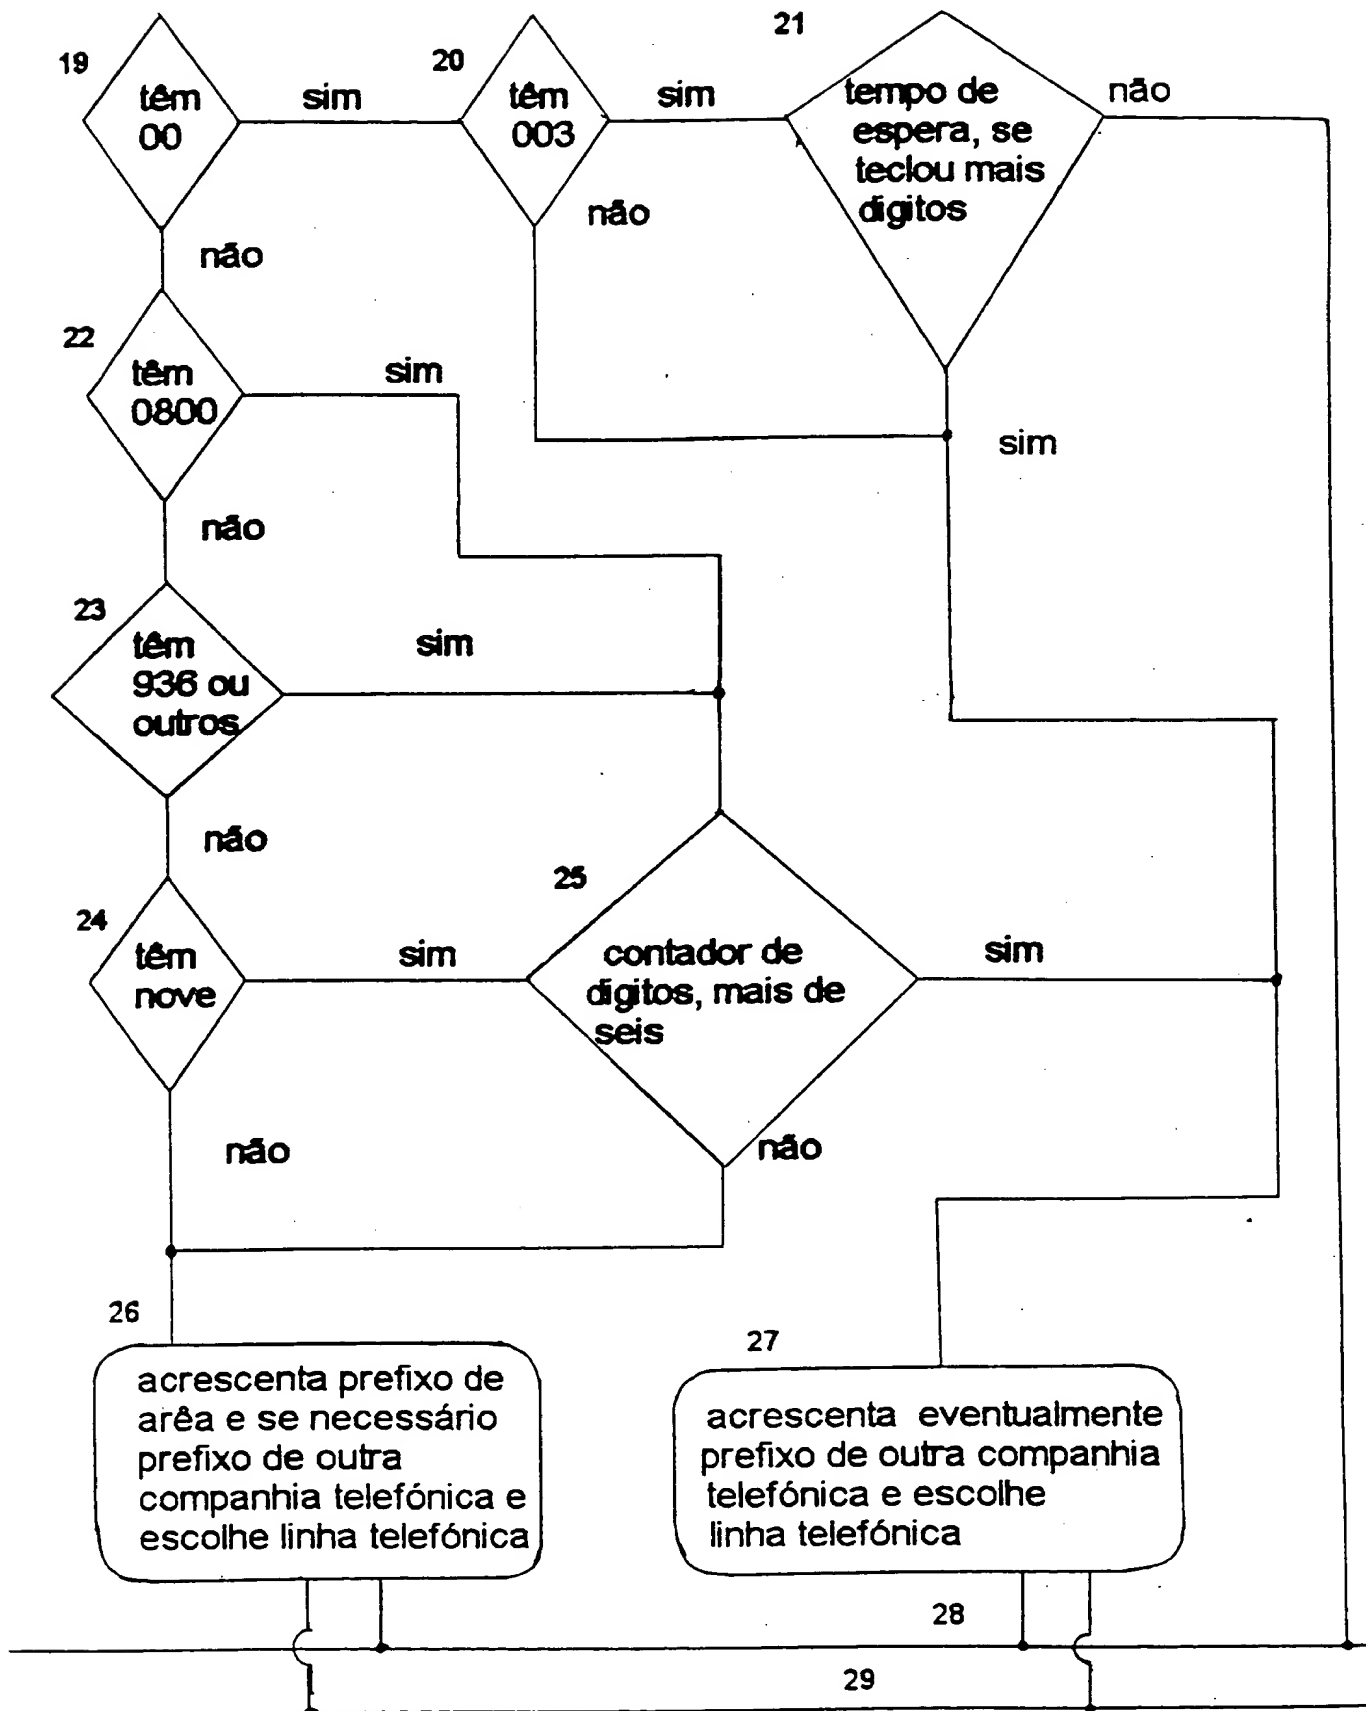 19
têm
00
sim
20
têm
003
sim
21
tempo de
espera, se
teclou mais
digitos
não
não
não
22
têm
0800
sim
sim
não
23
têm
936 ou
outros
sim
não
24
têm
nove
sim
25
contador de
digitos, mais de
seis
sim
não
não
26
acrescenta prefixo de
arêa e se necessário
prefixo de outra
companhia telefónica e
escolhe linha telefónica
27
acrescenta eventualmente
prefixo de outra companhia
telefónica e escolhe
linha telefónica
28
29